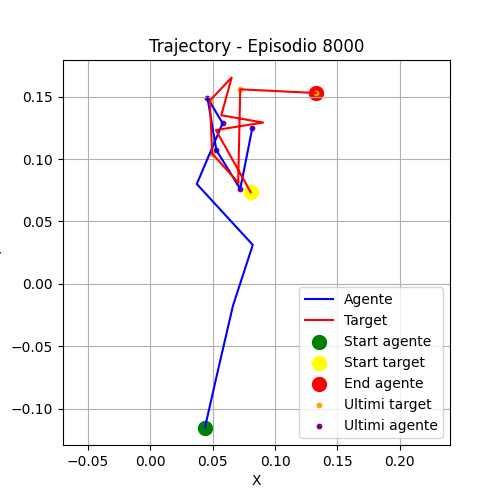 Trajectory - Episodio 8000
0.15
0.10
0.05
0.00
−0.05
−0.10
−0.05
0.00
0.05
0.10
0.15
0.20
X
Agente
Target
Start agente
Start target
End agente
Ultimi target
Ultimi agente